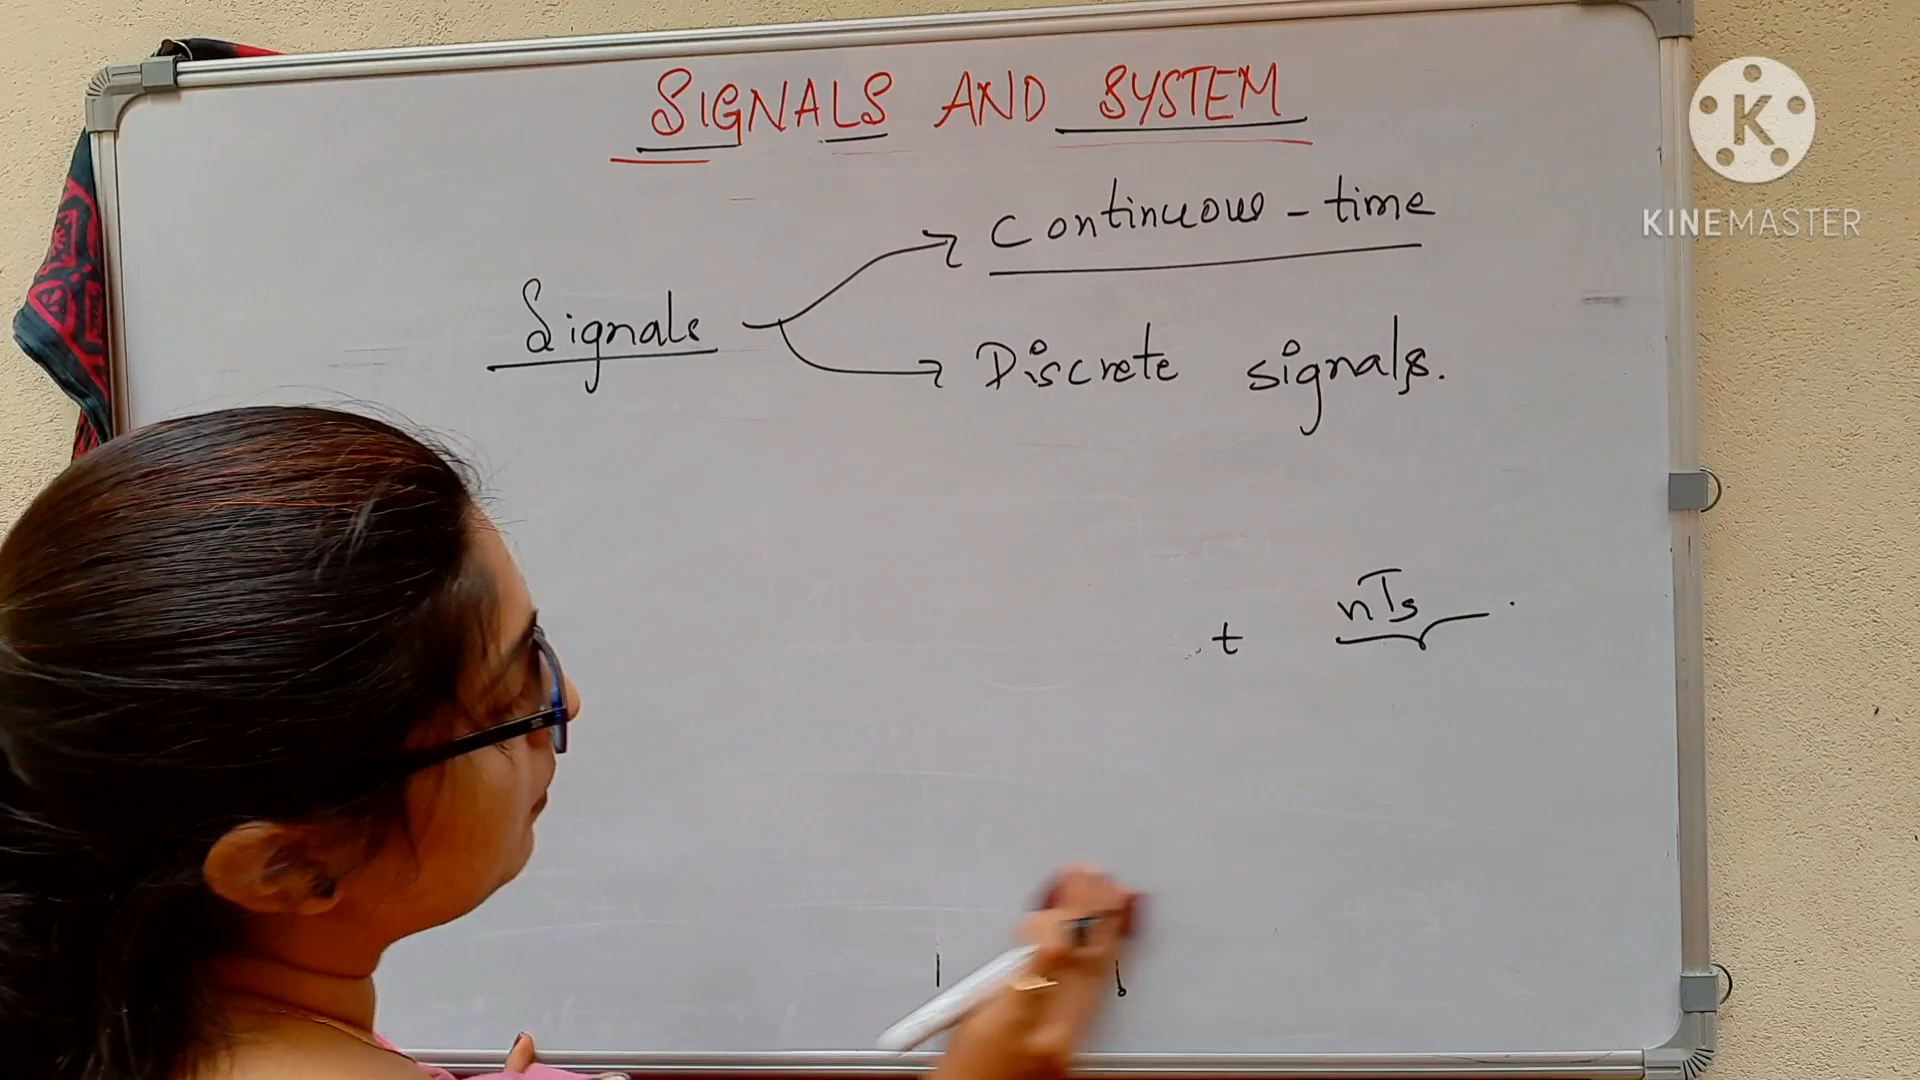 SIGNALS AND SYSTEM
K
KINEMASTER
Continuous - time
Signals
Discrete signals.
nTs
t